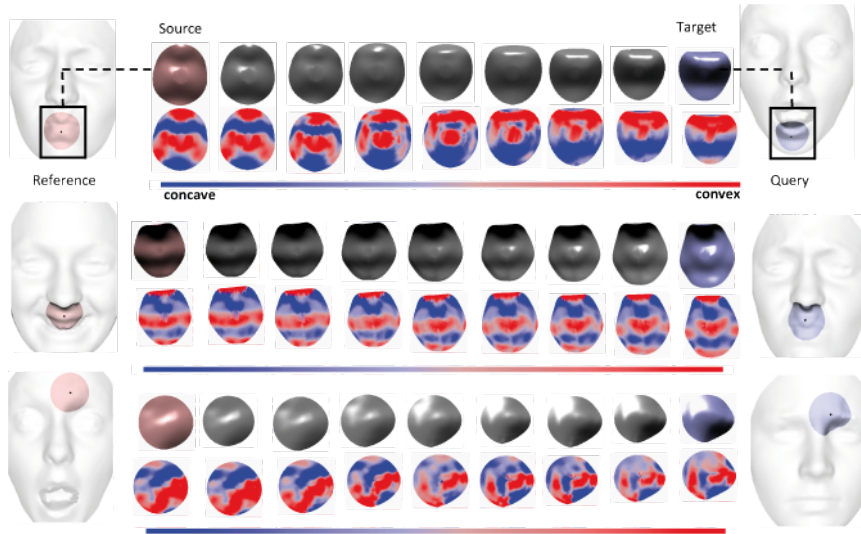 Source
Target
Reference
Query
concave
convex